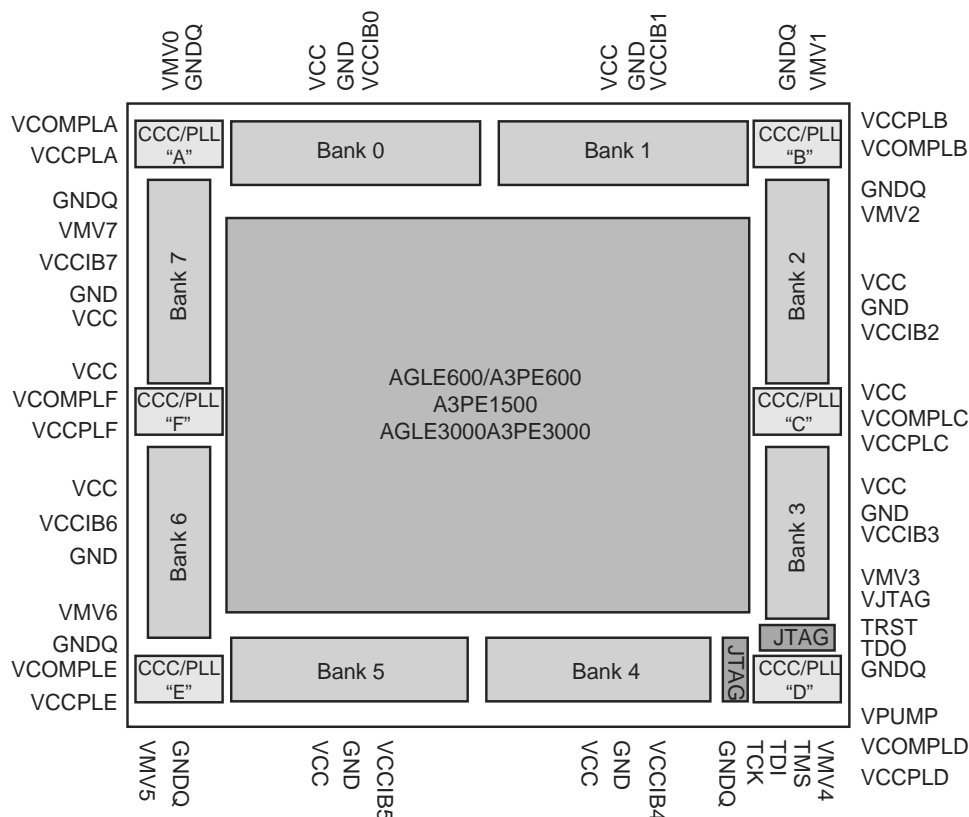 VMV0
GNDQ
VCC
GND
VCCIB0
VCC
GND
VCCIB1
GNDQ
VMV1
VCOMPLA
VCCPLA
GNDQ
VMV7
VCCIB7
GND
VCC
VCC
VCOMPLF
VCCPLF
VCC
VCCIB6
GND
VMV6
GNDQ
VCOMPLE
VCCPLE
CCC/PLL
“A”
Bank 0
Bank 1
CCC/PLL
“B”
Bank 7
Bank 2
AGLE600/A3PE600
A3PE1500
AGLE3000A3PE3000
CCC/PLL
“F”
CCC/PLL
“C”
Bank 6
Bank 3
JTAG
CCC/PLL
“E”
Bank 5
Bank 4
JTAG
CCC/PLL
“D”
VCCPLB
VCOMPLB
GNDQ
VMV2
VCC
GND
VCCIB2
VCC
VCOMPLC
VCCPLC
VCC
GND
VCCIB3
VMV3
VJTAG
TRST
TDO
GNDQ
VPUMP
VCOMPLD
VCCPLD
VMV5
GNDQ
VCC
GND
VCCIB5
VCC
GND
VCCIB4
GNDQ
TCK
TDI
TMS
VMV4